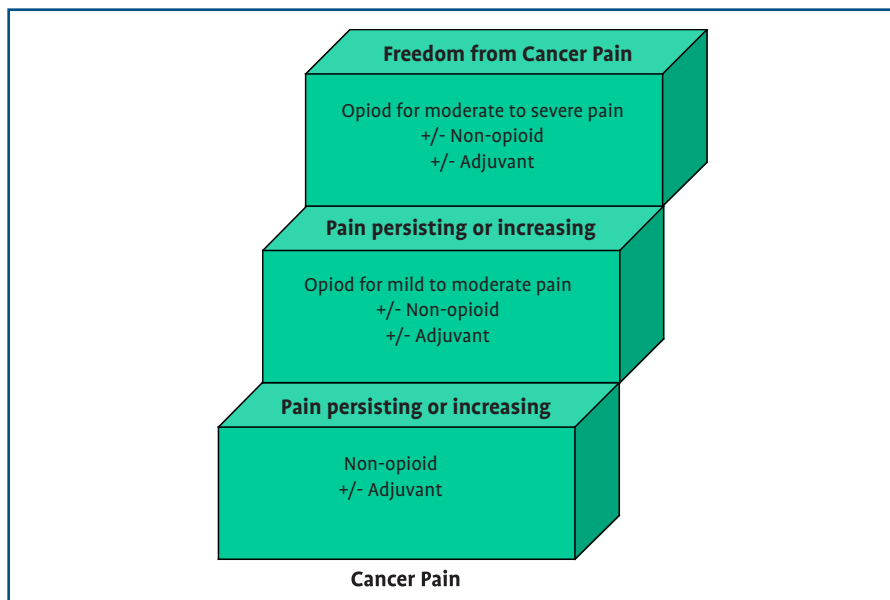 Freedom from Cancer Pain
Opiod for moderate to severe pain
+/- Non-opioid
+/- Adjuvant
Pain persisting or increasing
Opiod for mild to moderate pain
+/- Non-opioid
+/- Adjuvant
Pain persisting or increasing
Non-opioid
+/- Adjuvant
Cancer Pain